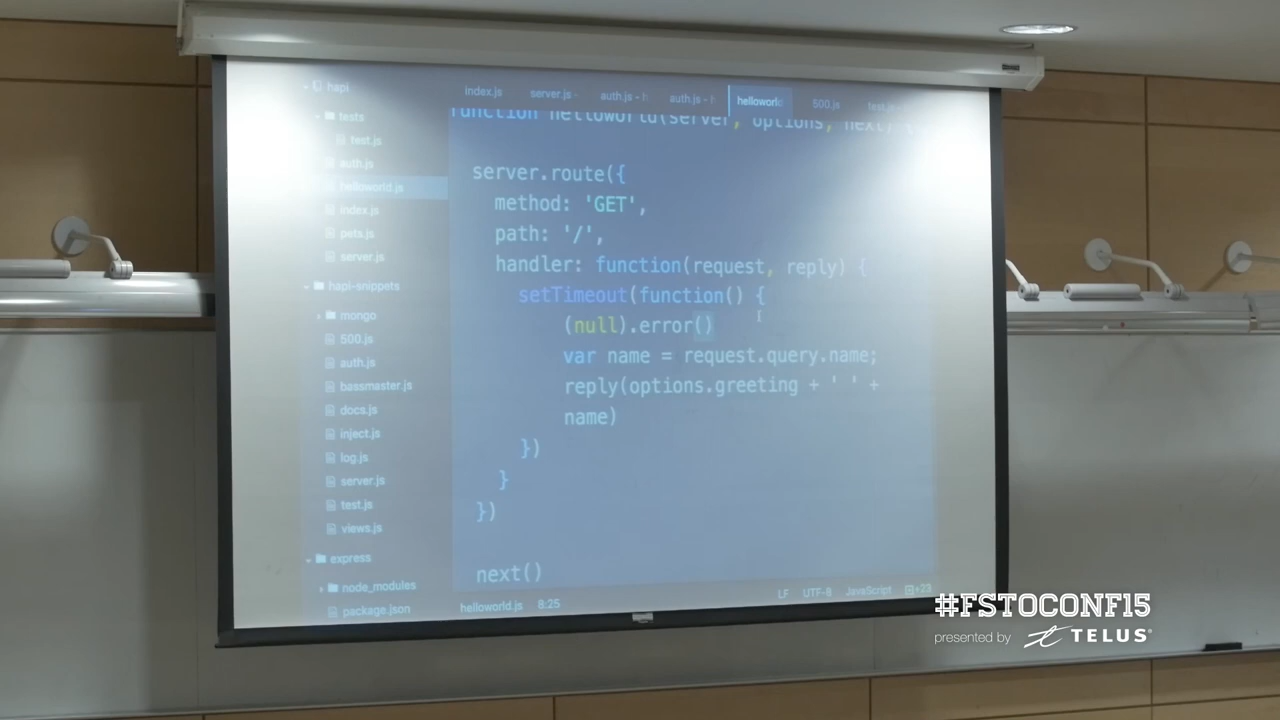 hapi
tests
test.js
auth.js
helloworld.js
index.js
pets.js
server.js
hapi-snippets
mongo
500.js
auth.js
bassmaster.js
docs.js
inject.js
log.js
server.js
test.js
views.js
express
node_modules
package.json
index.js server.js - auth.js - h auth.js - h helloworl 500.js test.js
function helloworld(server, options, next) {
server.route({
method: 'GET',
path: '/',
handler: function(request, reply) {
setTimeout(function() {
(null).error()
var name = request.query.name;
reply(options.greeting + ' ' +
name)
})
}
})
next()
helloworld.js 8:25 LF UTF-8 JavaScript +23
#FSTOCONF15
presented by TELUS